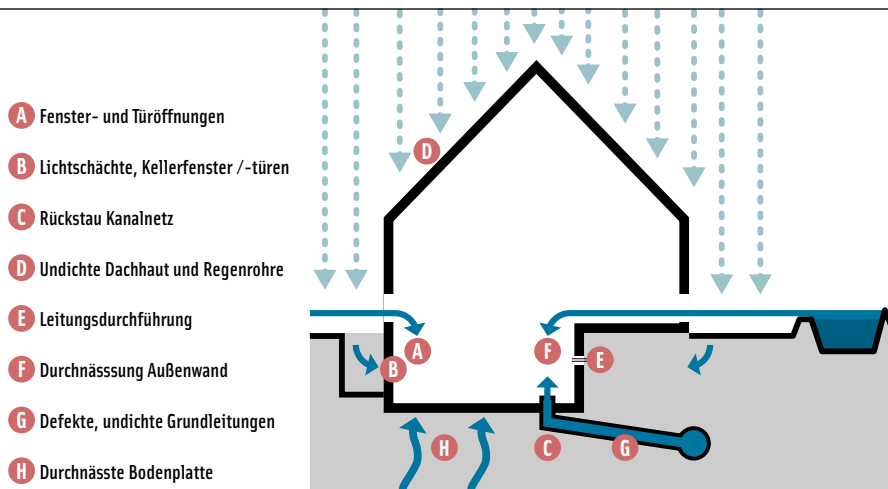 A Fenster- und Türöffnungen
B Lichtschächte, Kellerfenster /-türen
C Rückstau Kanalnetz
D Undichte Dachhaut und Regenrohre
E Leitungsdurchführung
F Durchnässsung Außenwand
G Defekte, undichte Grundleitungen
H Durchnässte Bodenplatte
D
A
F
E
B
H
C
G